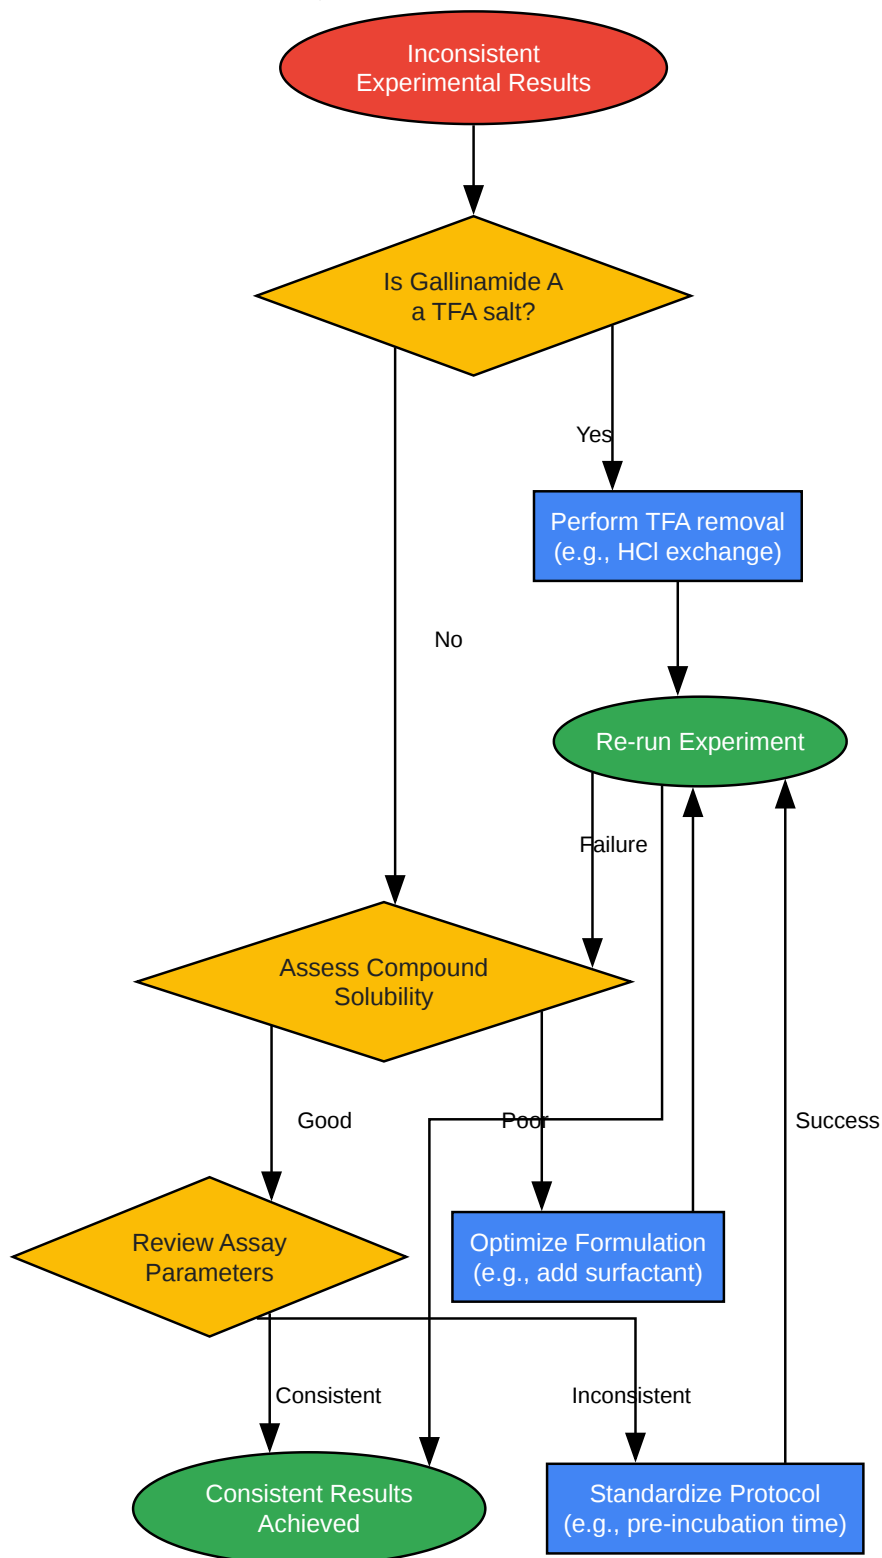 Inconsistent
Experimental Results
Is Gallinamide A
a TFA salt?
Yes
Perform TFA removal
(e.g., HCl exchange)
No
Re-run Experiment
Failure
Assess Compound
Solubility
Good
Poor
Success
Review Assay
Parameters
Optimize Formulation
(e.g., add surfactant)
Consistent
Inconsistent
Consistent Results
Achieved
Standardize Protocol
(e.g., pre-incubation time)